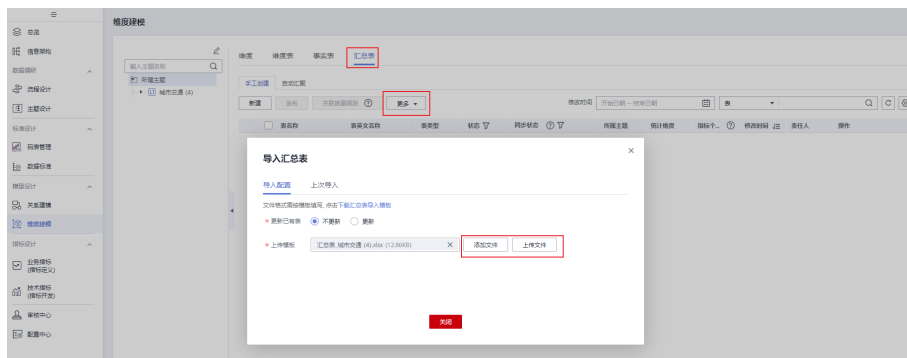 维度建模
总览
信息架构
数据调研
流程设计
主题设计
标准设计
码表管理
数据标准
模型设计
关系建模
维度建模
指标设计
业务指标
(指标定义)
技术指标
(指标开发)
审核中心
配置中心
输入主题名称
所属主题
城市交通 (4)
维度 维度表 事实表 汇总表
手工创建 自动汇聚
新建 发布 关联质量规则 更多 修改时间 开始日期 – 结束日期 表
表名称 表英文名称 表类型 状态 同步状态 所属主题 统计维度 指标个... 修改时间 责任人 操作
导入汇总表
导入配置 上次导入
文件格式需按模板填写, 点击下载汇总表导入模板
* 更新已有表 不更新 更新
* 上传模板 汇总表_城市交通 (4).xlsx (12.86KB) 添加文件 上传文件
关闭